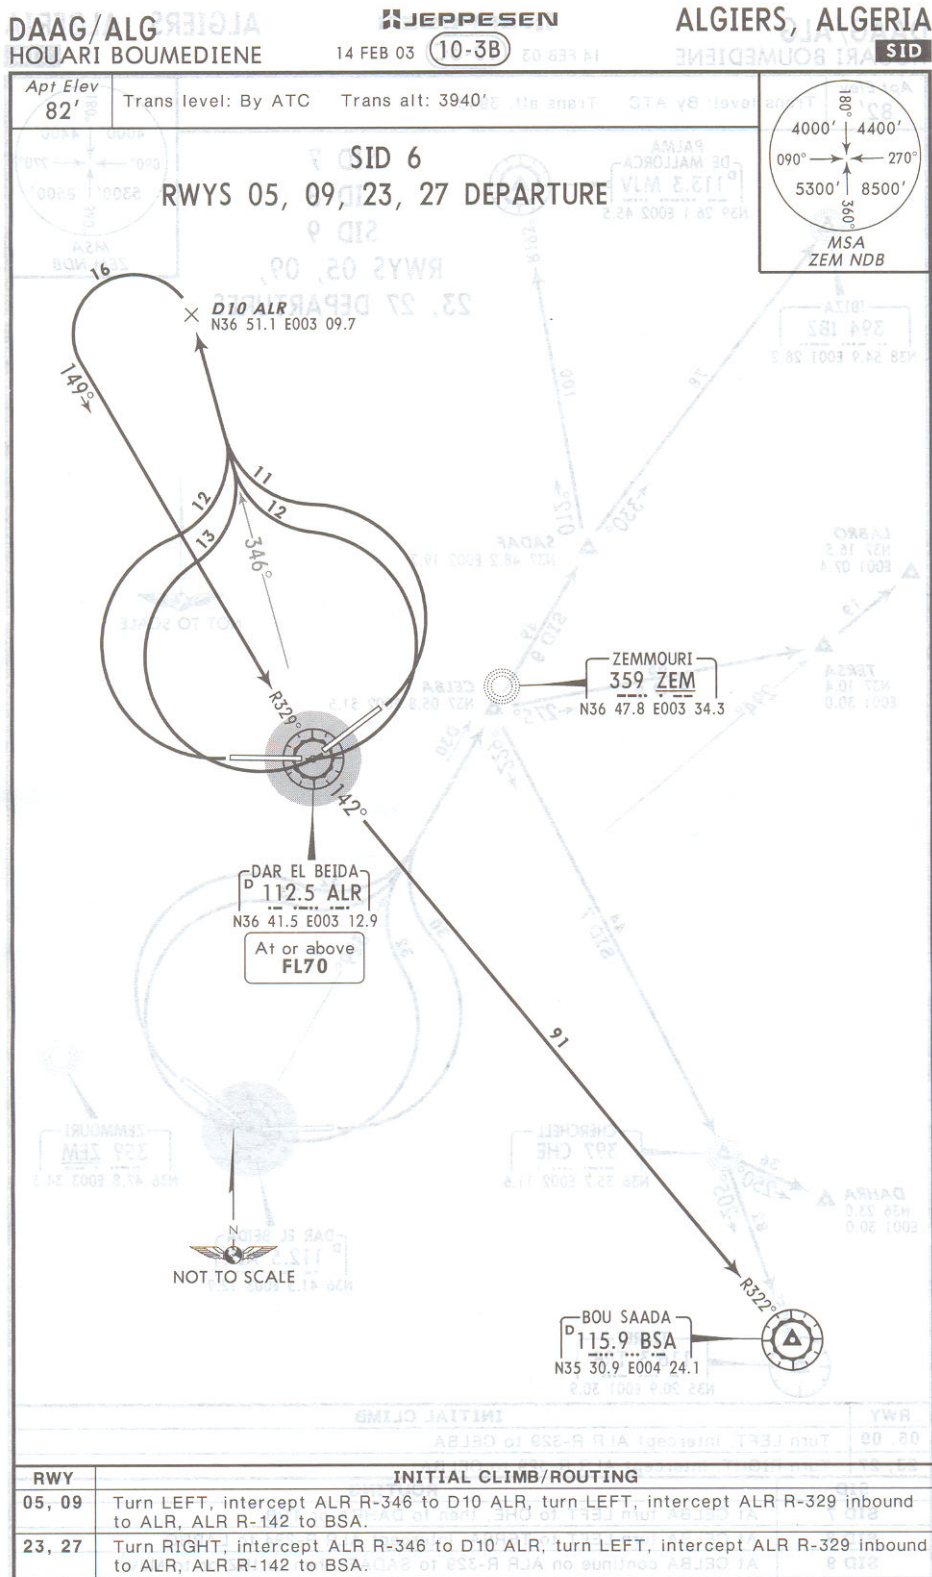 DAAG/ALG
HOUARI BOUMEDIENE
JEPPESEN
14 FEB 03 10-3B
ALGIERS, ALGERIA
SID
Apt Elev
82'
Trans level: By ATC Trans alt: 3940'
SID 6
RWYS 05, 09, 23, 27 DEPARTURE
180°
4000' 4400'
090° 270°
5300' 8500'
360°
MSA
ZEM NDB
16
D10 ALR
N36 51.1 E003 09.7
149°
11
12
12
13
346°
R329°
ZEMMOURI
359 ZEM
N36 47.8 E003 34.3
142°
DAR EL BEIDA
D 112.5 ALR
N36 41.5 E003 12.9
At or above
FL70
91
N
NOT TO SCALE
R322°
BOU SAADA
D 115.9 BSA
N35 30.9 E004 24.1
RWY INITIAL CLIMB/ROUTING
05, 09 Turn LEFT, intercept ALR R-346 to D10 ALR, turn LEFT, intercept ALR R-329 inbound
to ALR, ALR R-142 to BSA.
23, 27 Turn RIGHT, intercept ALR R-346 to D10 ALR, turn LEFT, intercept ALR R-329 inbound
to ALR, ALR R-142 to BSA.